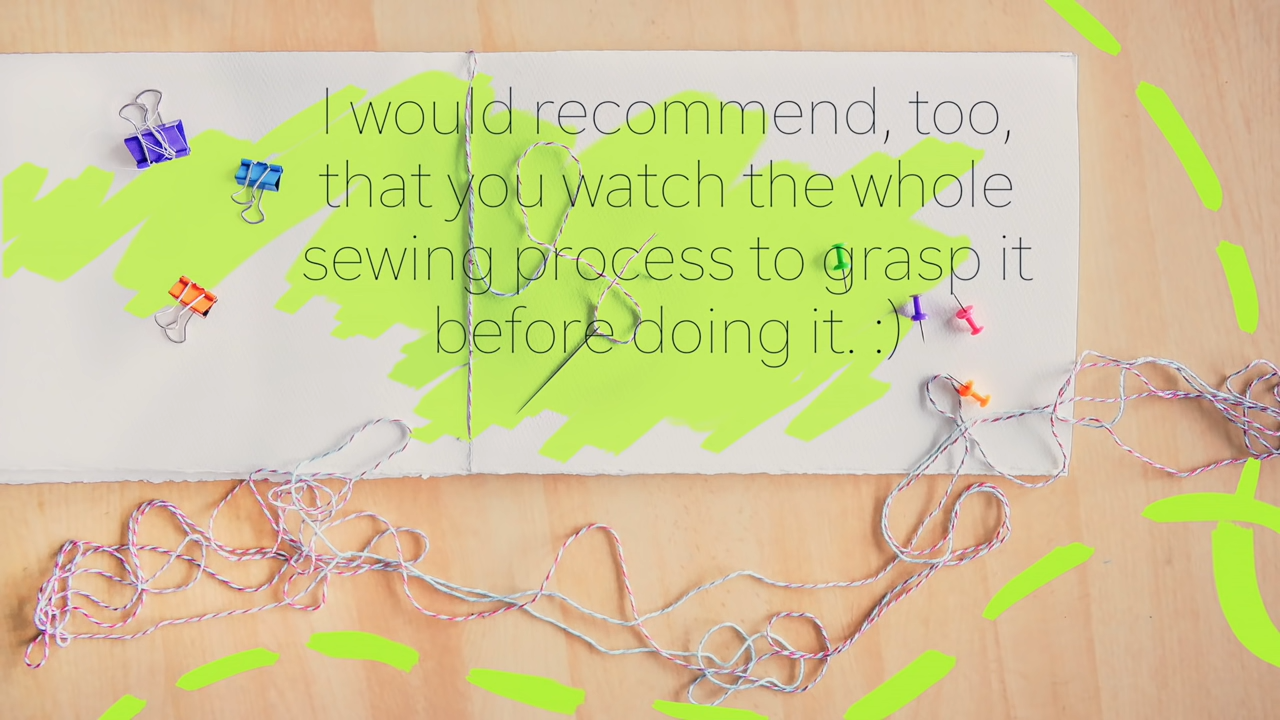 I would recommend, too,
that you watch the whole
sewing process to grasp it
before doing it. :)